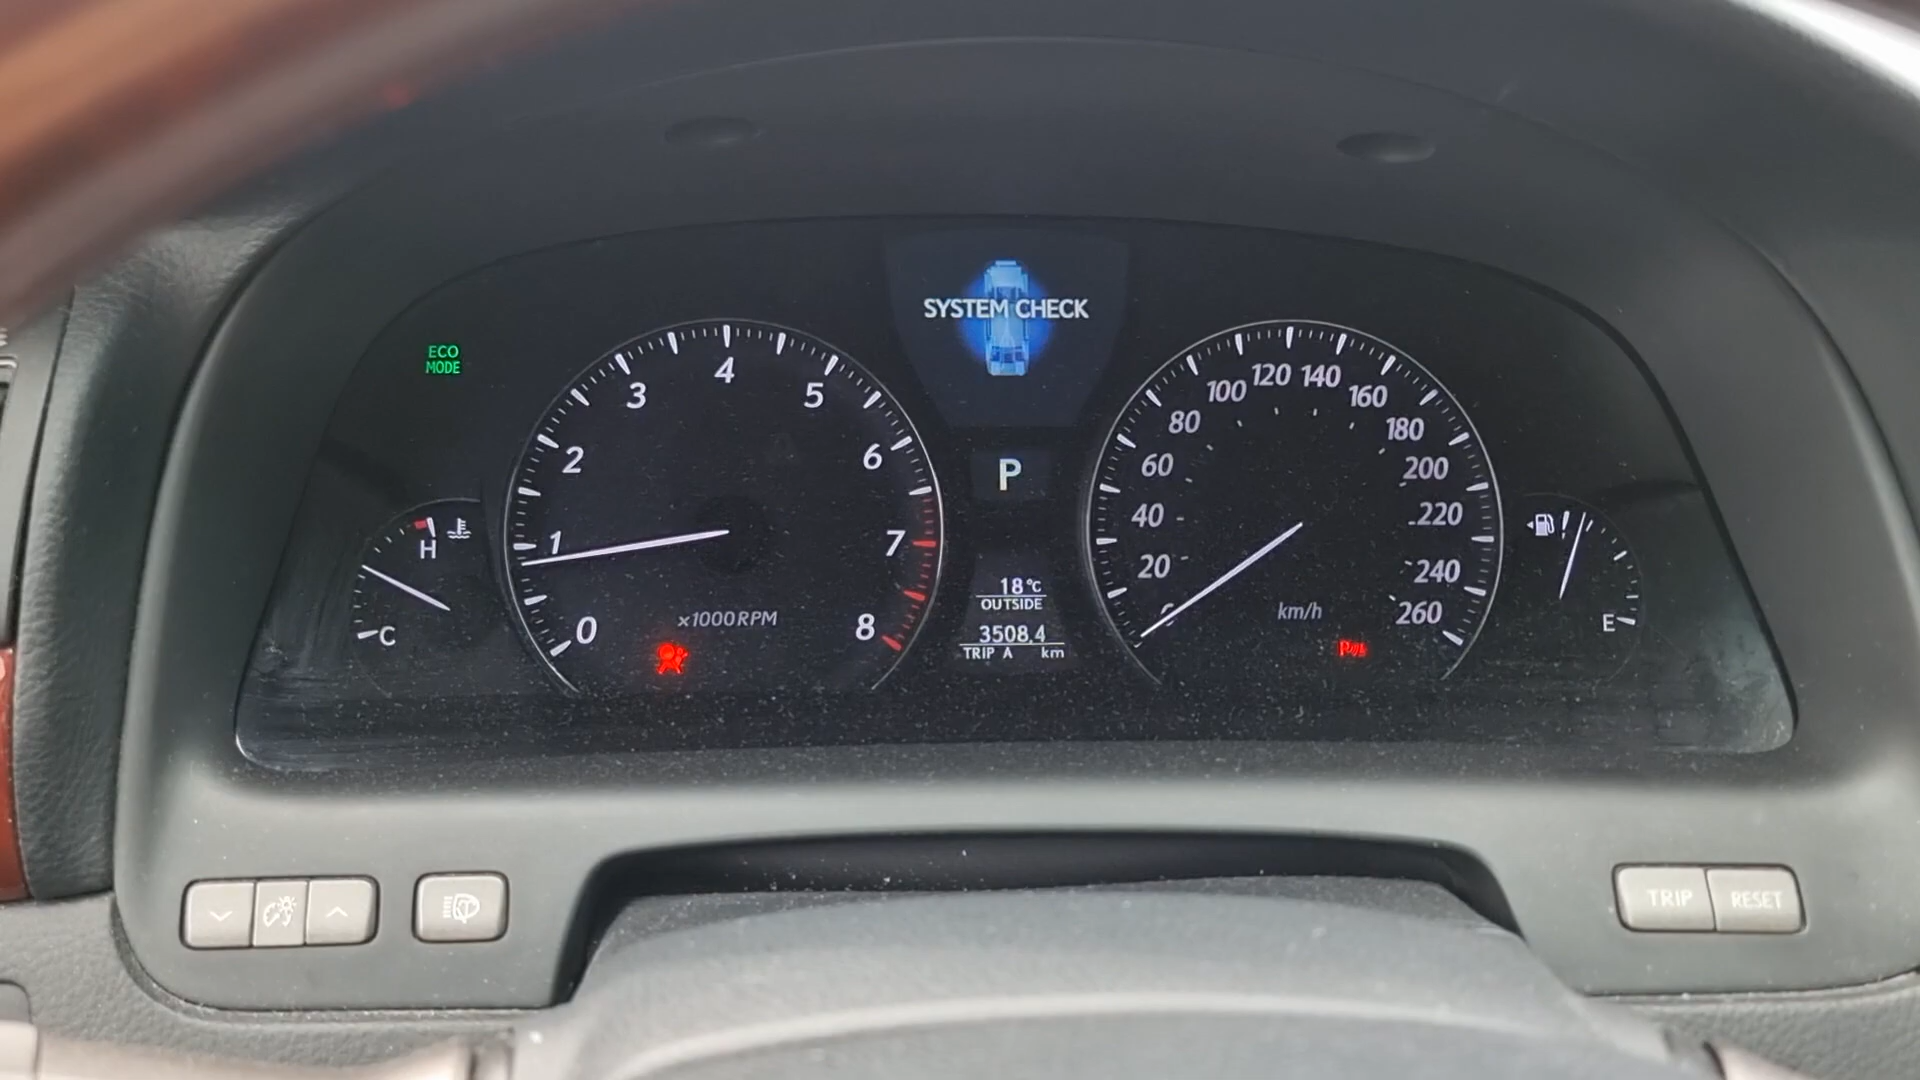 SYSTEM CHECK
ECO
MODE
0
1
2
3
4
5
6
7
8
x1000RPM
H
C
P
18°C
OUTSIDE
3508.4
TRIP A km
20
40
60
80
100
120
140
160
180
200
220
240
260
km/h
E
TRIP
RESET